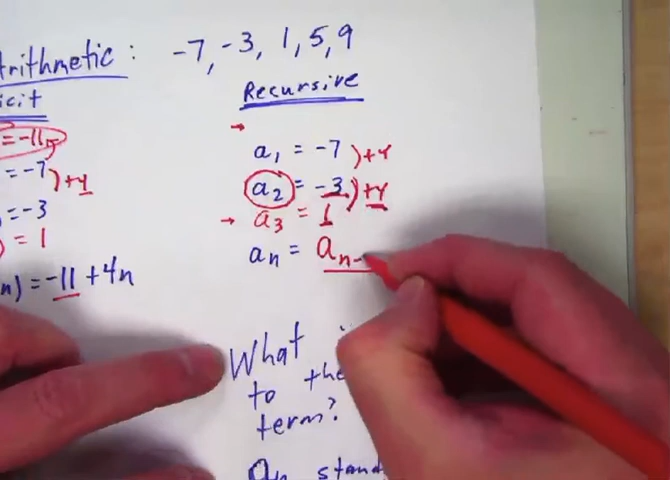 rithmetic: -7, -3, 1, 5, 9
icit
Recursive
= -11
a₁ = -7 )+4
= -7 )+4
a₂ = -3 )+4
= -3
a₃ = 1
= 1
aₙ = aₙ₋
n) = -11 + 4n
What
to the
term?
aₙ stand